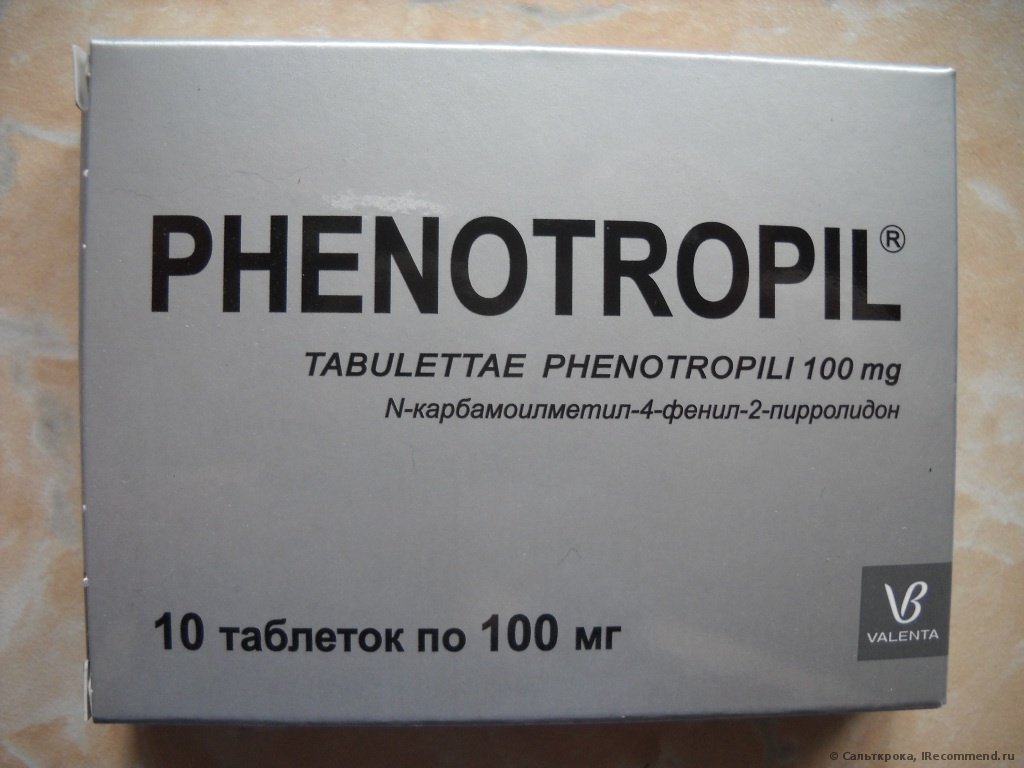 PHENOTROPIL®
TABULETTAE PHENOTROPILI 100 mg
N-карбамоилметил-4-фенил-2-пирролидон
10 таблеток по 100 мг
VALENTA
© Сальткрока, IRecommend.ru